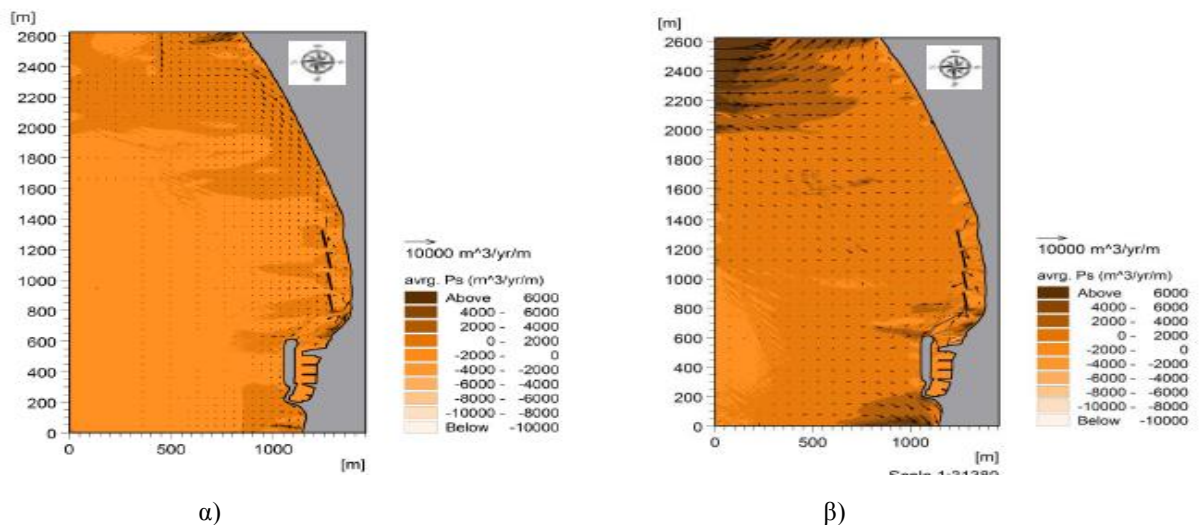 [m]
2600
2400
2200
2000
1800
1600
1400
1200
1000
800
600
400
200
0
0 500 1000
[m]
10000 m^3/yr/m
avrg. Ps (m^3/yr/m)
Above 6000
4000 - 6000
2000 - 4000
0 - 2000
-2000 - 0
-4000 - -2000
-6000 - -4000
-8000 - -6000
-10000 - -8000
Below -10000
α)
[m]
2600
2400
2200
2000
1800
1600
1400
1200
1000
800
600
400
200
0
0 500 1000
[m]
10000 m^3/yr/m
avrg. Ps (m^3/yr/m)
Above 6000
4000 - 6000
2000 - 4000
0 - 2000
-2000 - 0
-4000 - -2000
-6000 - -4000
-8000 - -6000
-10000 - -8000
Below -10000
β)